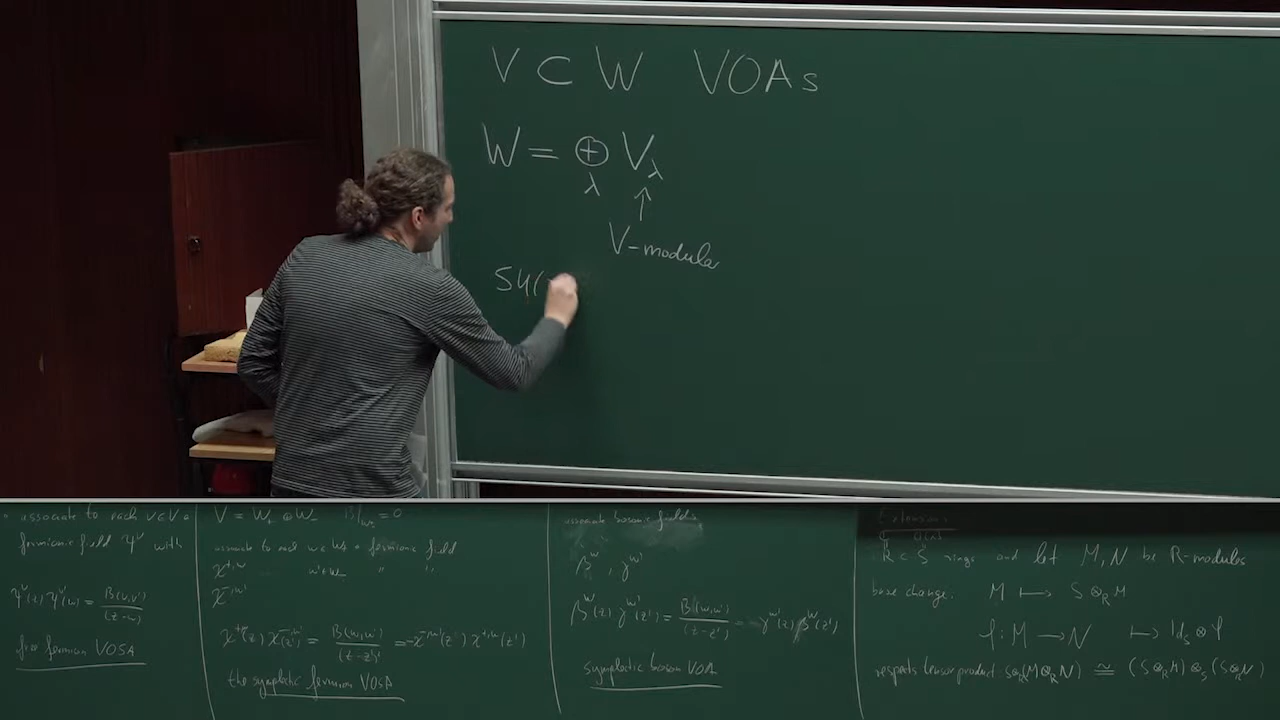 V ⊂ W VOAs
W = ⊕ V_λ
λ
↑
V-modules
associate to each v∈V a
fermionic field ψ^v with
ψ^v(z) ψ^v'(w) = B(v,v')/(z-w)
free fermion VOSA
V = W_+ ⊕ W_-
associate to each w∈W_+ a fermionic field
the symplectic fermion VOSA
associate bosonic fields
β^w, γ^w'
symplectic boson VOA
Extensions
R ⊂ S rings and let M,N be R-modules
base change: M ↦ S ⊗_R M
f: M → N ↦ Id_S ⊗ f
respects tensor product: S⊗_R(M⊗_R N) ≅ (S⊗_R M) ⊗_S (S⊗_R N)